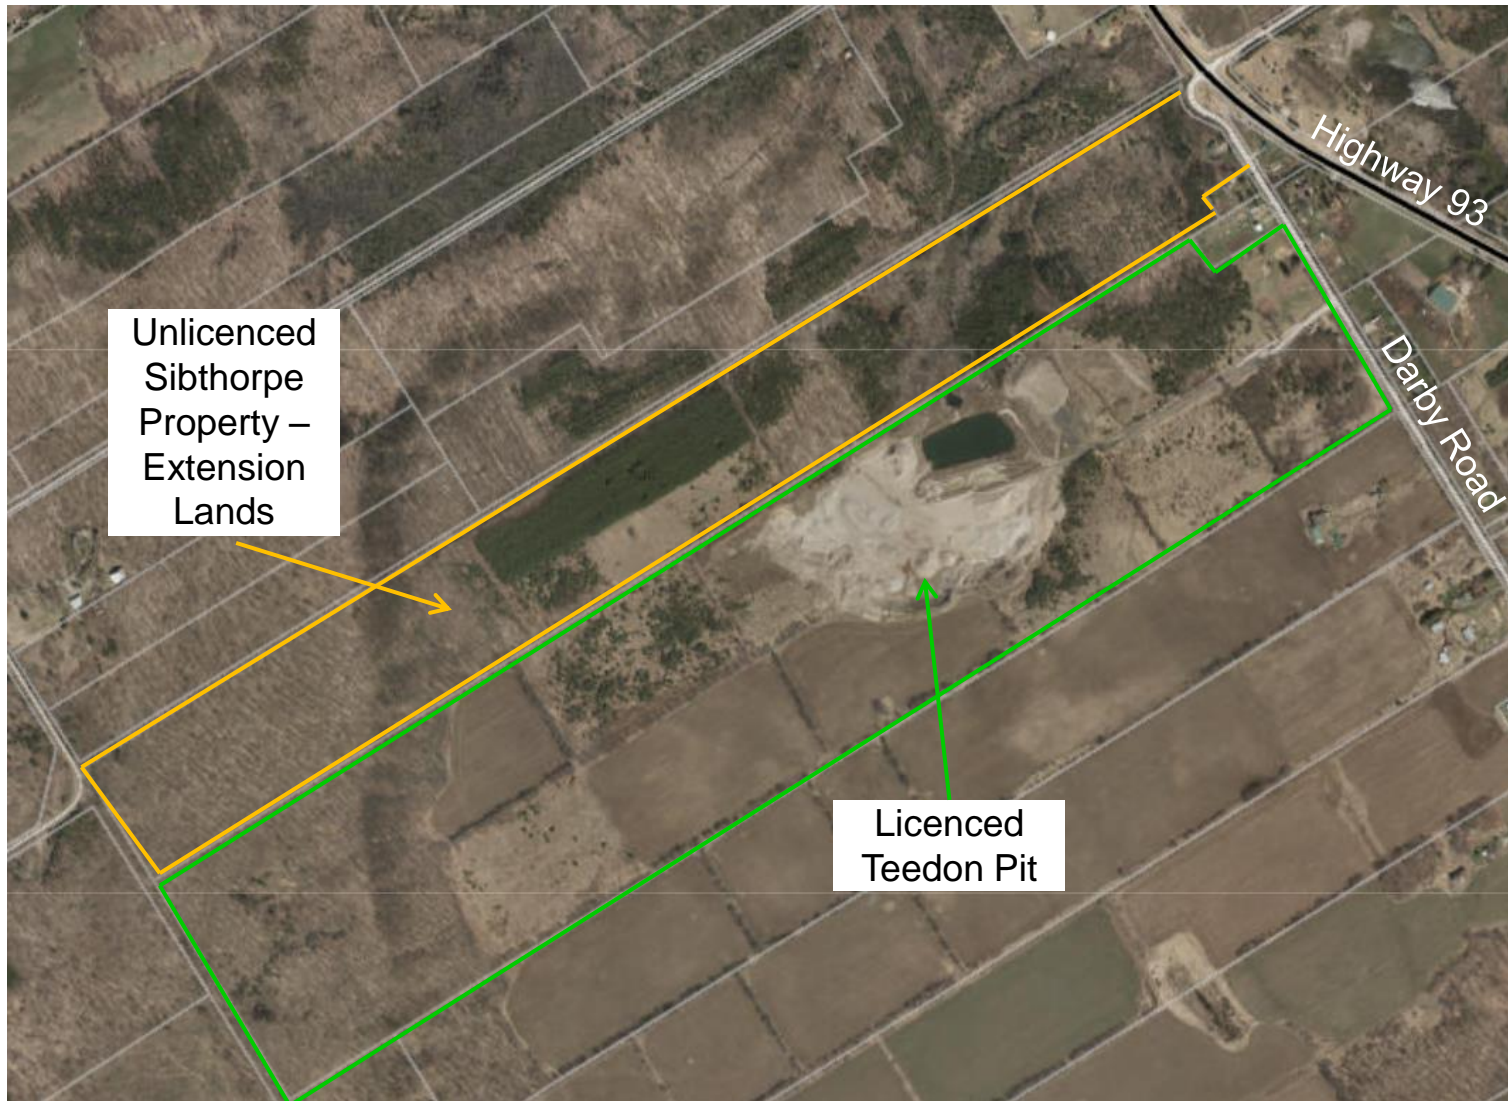 Highway 93
Unlicenced
Sibthorpe
Property –
Extension
Lands
Darby Road
Licenced
Teedon Pit